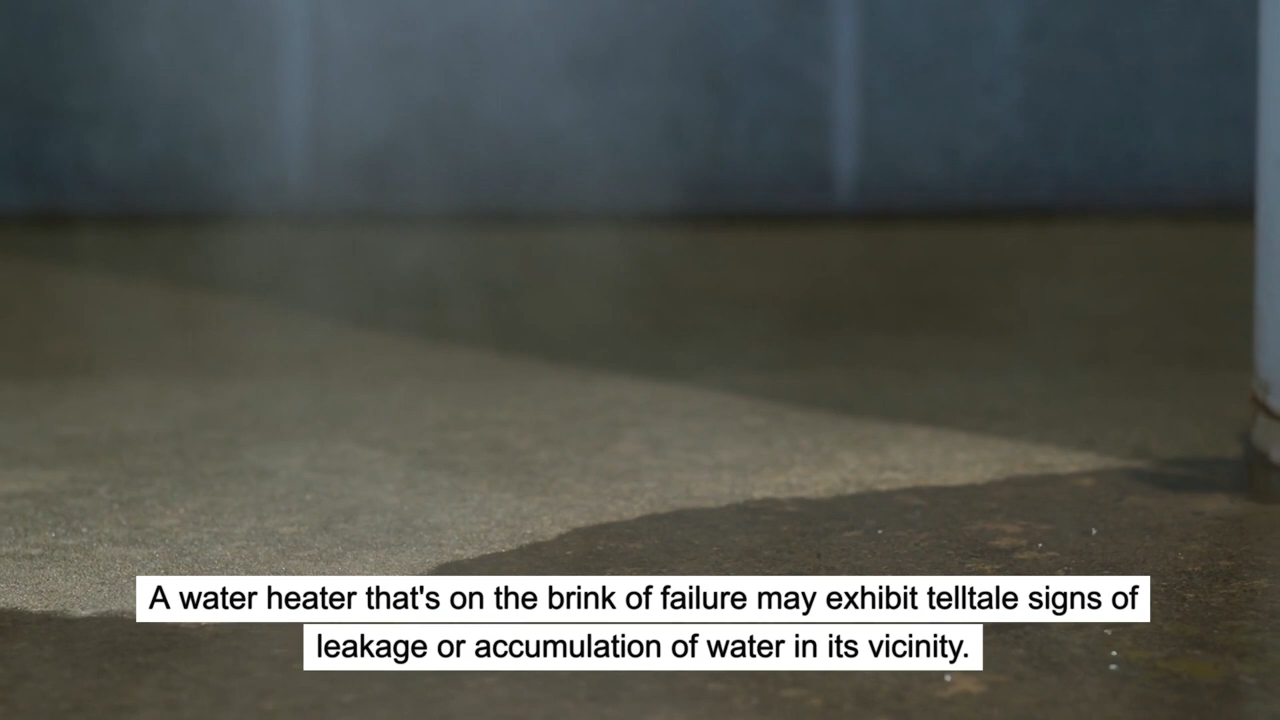 A water heater that's on the brink of failure may exhibit telltale signs of
leakage or accumulation of water in its vicinity.